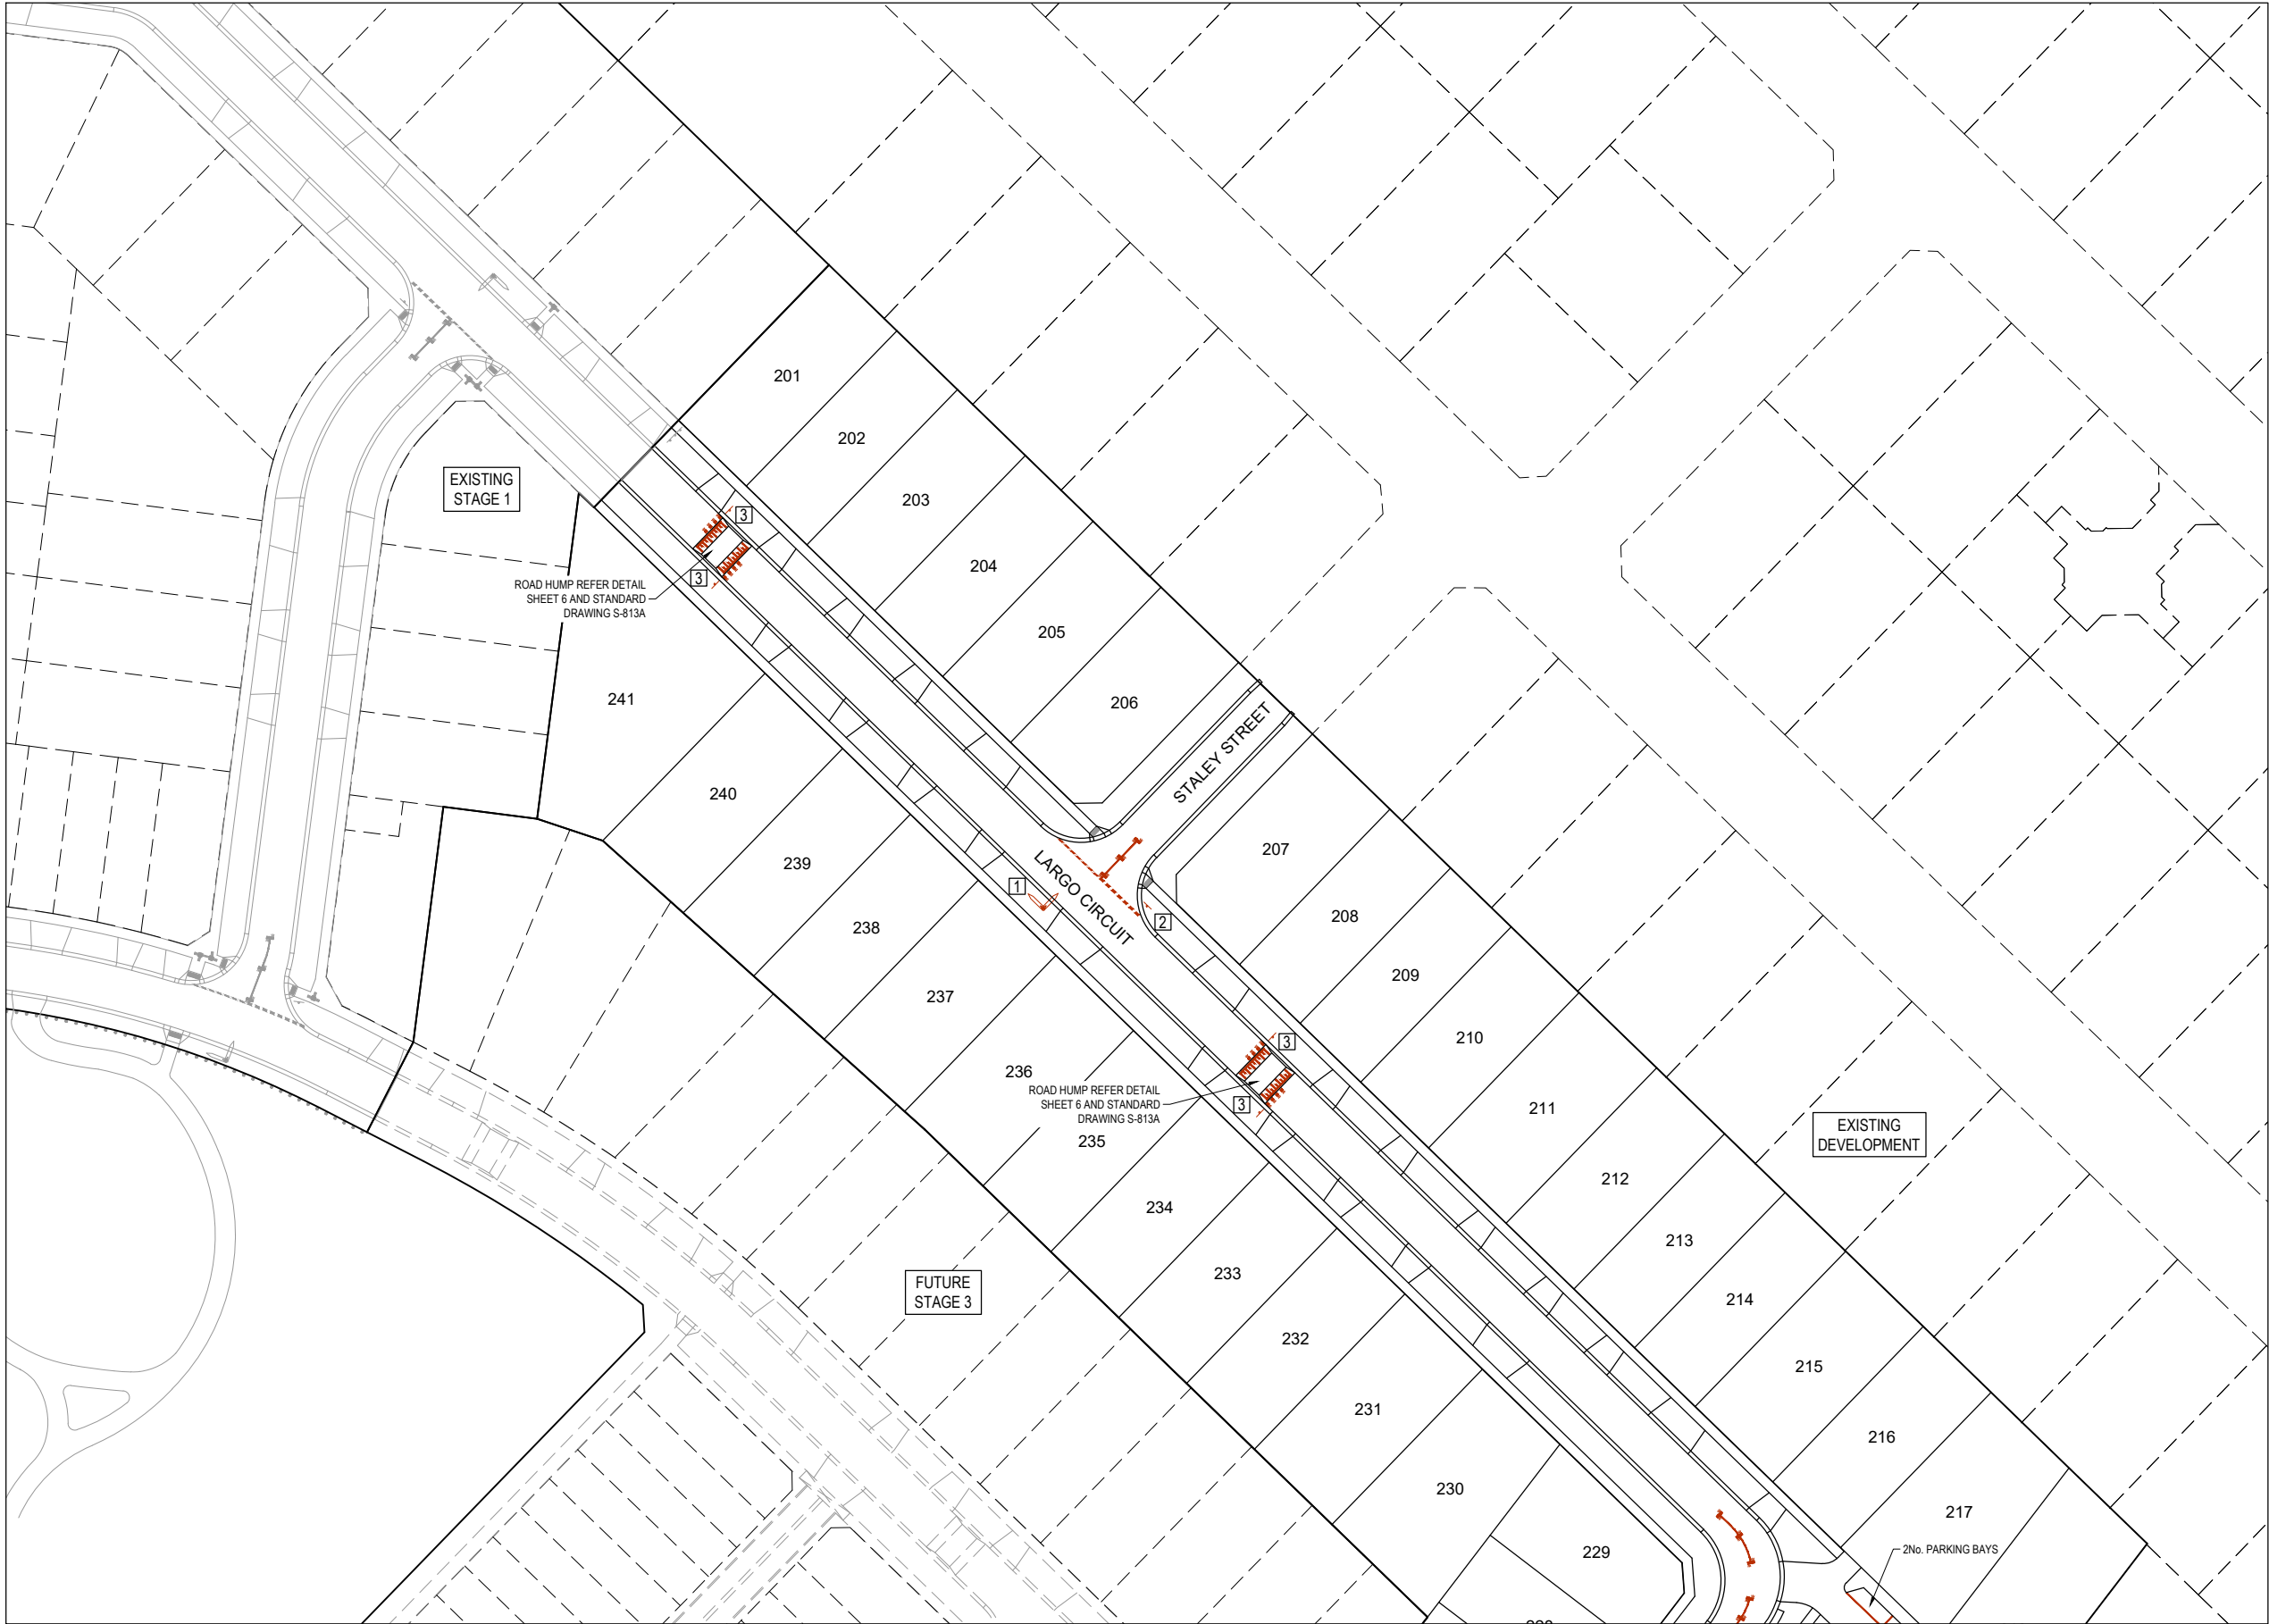 201
202
EXISTING
STAGE 1
203
3
204
3
ROAD HUMP REFER DETAIL
SHEET 6 AND STANDARD
DRAWING S-813A
205
241
206
STALEY STREET
240
207
239
LARGO CIRCUIT
1
208
2
238
209
237
210
3
236
ROAD HUMP REFER DETAIL
SHEET 6 AND STANDARD
DRAWING S-813A
3
211
235
EXISTING
DEVELOPMENT
212
234
213
233
FUTURE
STAGE 3
214
232
215
231
216
230
217
229
2No. PARKING BAYS